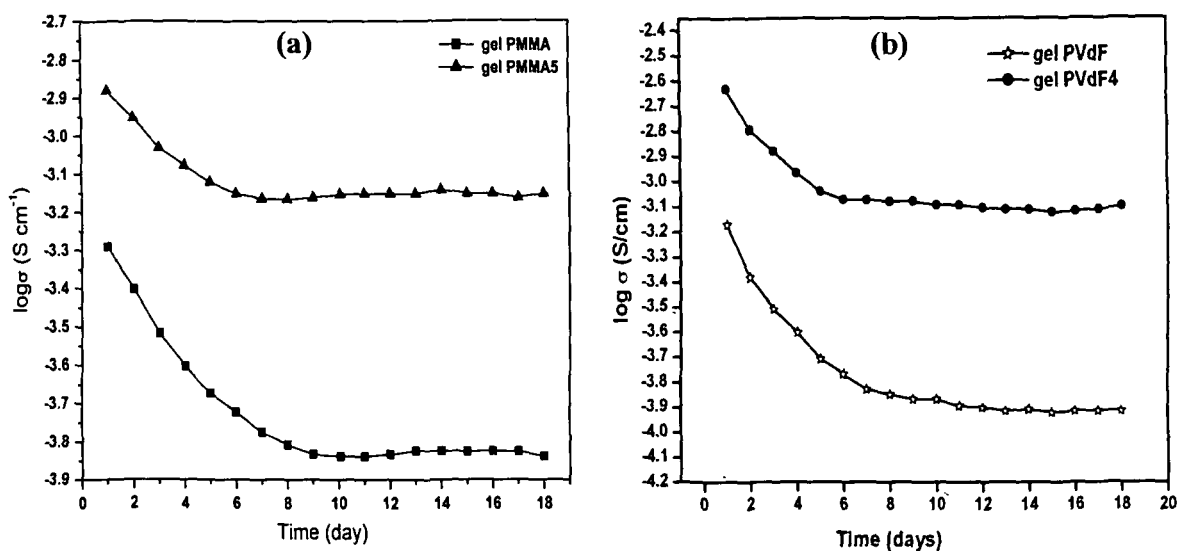 (a)
gel PMMA
gel PMMA5
-2.7
-2.8
-2.9
-3.0
-3.1
-3.2
-3.3
-3.4
-3.5
-3.6
-3.7
-3.8
-3.9
logσ (S cm⁻¹)
0 2 4 6 8 10 12 14 16 18
Time (day)
(b)
gel PVdF
gel PVdF4
-2.4
-2.5
-2.6
-2.7
-2.8
-2.9
-3.0
-3.1
-3.2
-3.3
-3.4
-3.5
-3.6
-3.7
-3.8
-3.9
-4.0
-4.1
-4.2
log σ (S/cm)
0 2 4 6 8 10 12 14 16 18 20
Time (days)